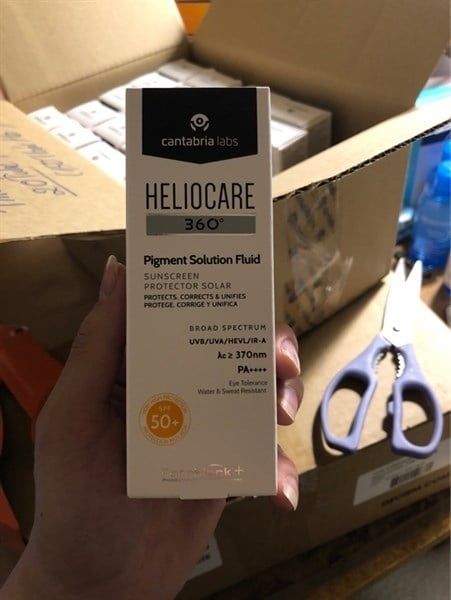 cantabria labs
HELIOCARE
360°
Pigment Solution Fluid
SUNSCREEN
PROTECTOR SOLAR
PROTECTS, CORRECTS & UNIFIES
PROTEGE, CORRIGE Y UNIFICA
BROAD SPECTRUM
UVB/UVA/HEVL/IR-A
λc ≥ 370nm
PA++++
Eye Tolerance
Water & Sweat Resistant
SPF
50+